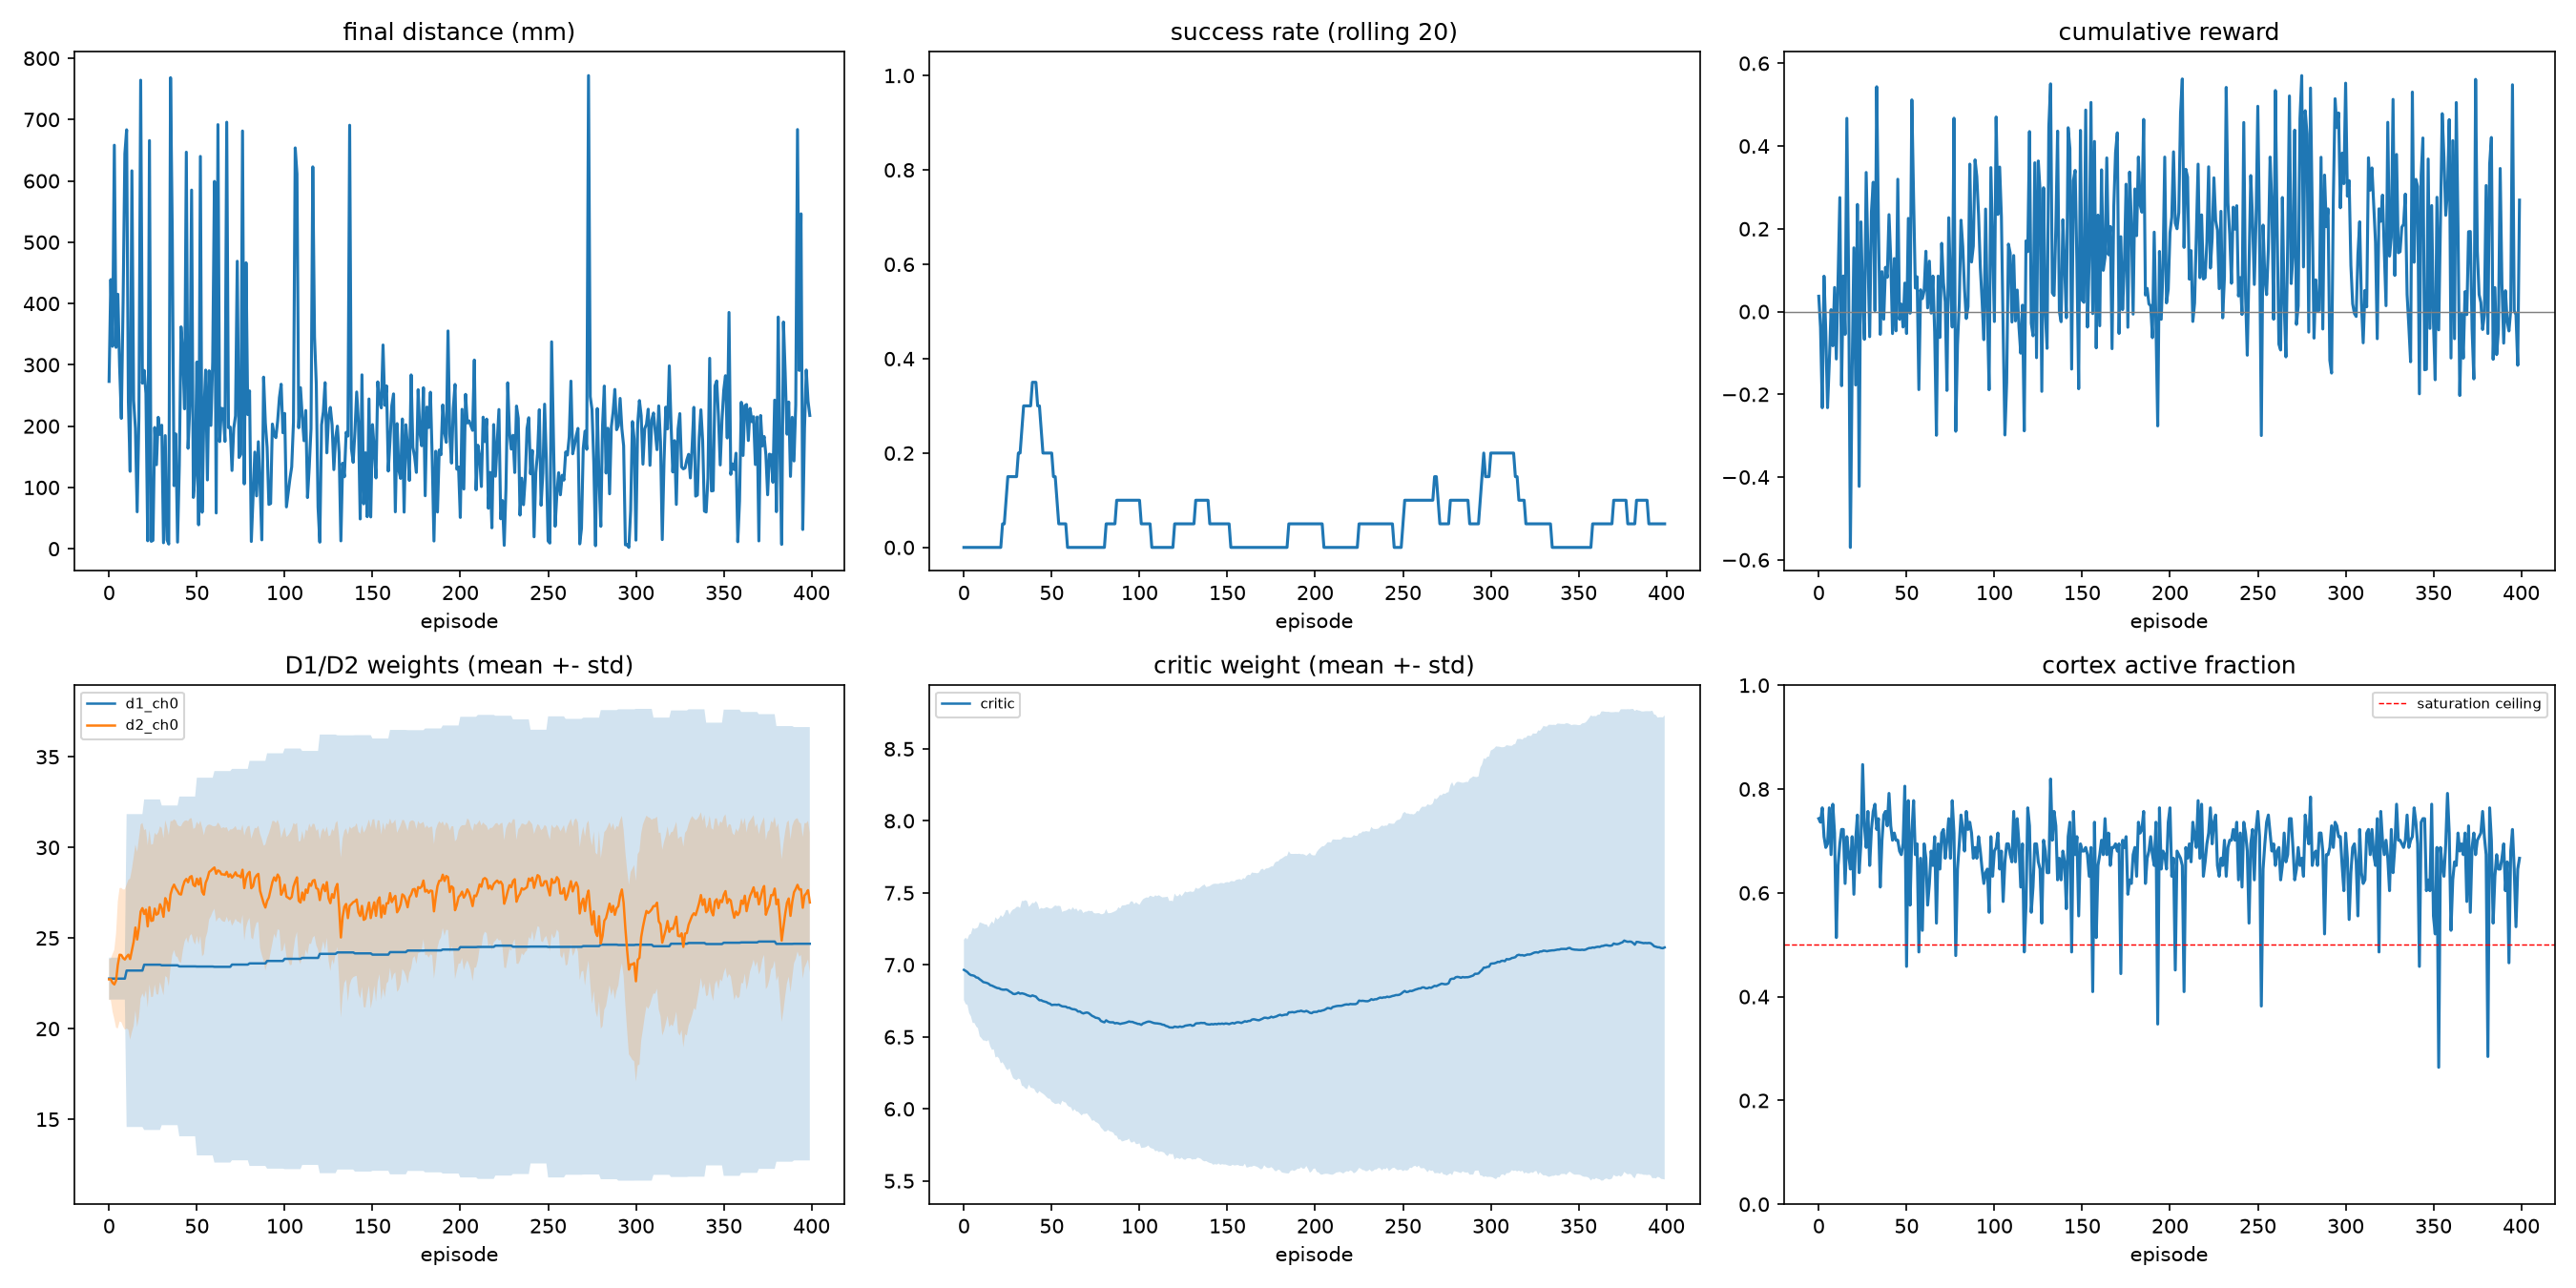 final distance (mm)
800
700
600
500
400
300
200
100
0
0 50 100 150 200 250 300 350 400
episode
success rate (rolling 20)
1.0
0.8
0.6
0.4
0.2
0.0
0 50 100 150 200 250 300 350 400
episode
cumulative reward
0.6
0.4
0.2
0.0
−0.2
−0.4
−0.6
0 50 100 150 200 250 300 350 400
episode
D1/D2 weights (mean +- std)
d1_ch0
d2_ch0
35
30
25
20
15
0 50 100 150 200 250 300 350 400
episode
critic weight (mean +- std)
critic
8.5
8.0
7.5
7.0
6.5
6.0
5.5
0 50 100 150 200 250 300 350 400
episode
cortex active fraction
saturation ceiling
1.0
0.8
0.6
0.4
0.2
0.0
0 50 100 150 200 250 300 350 400
episode